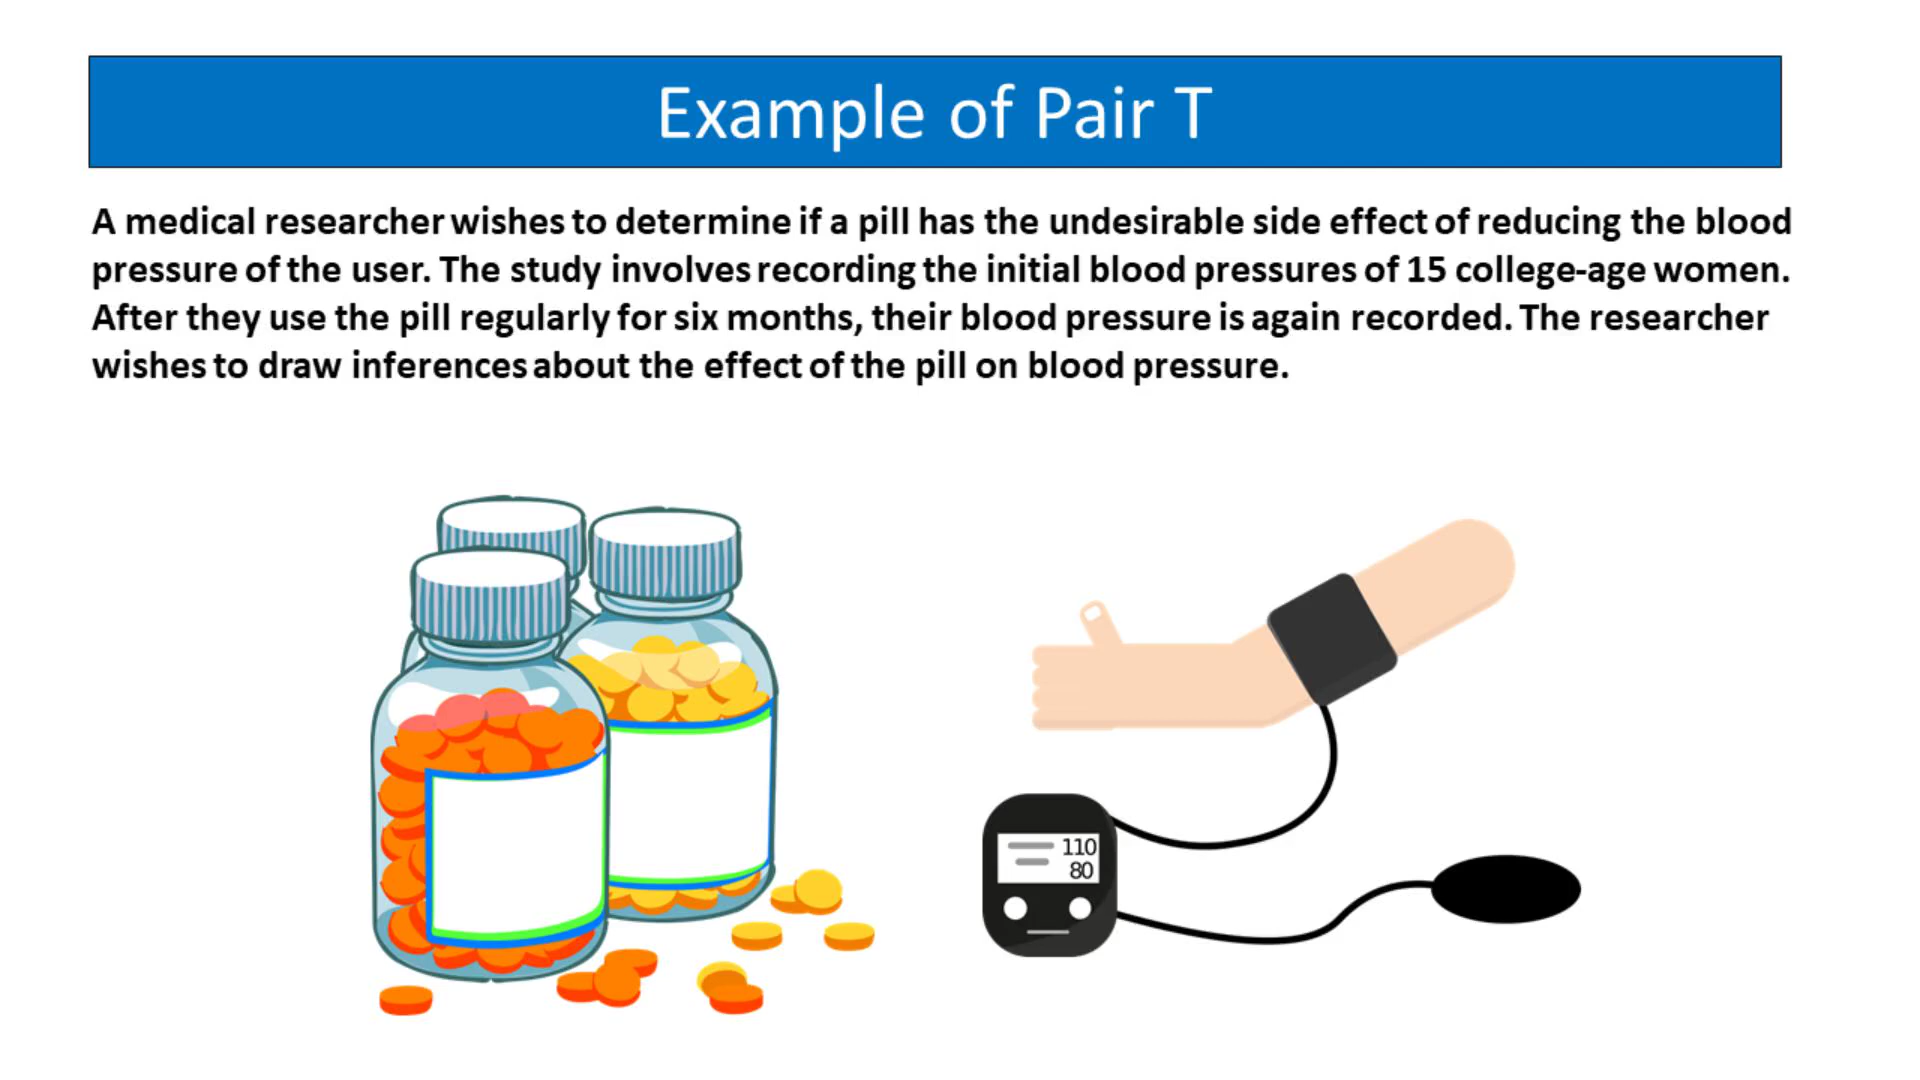 Example of Pair T
A medical researcher wishes to determine if a pill has the undesirable side effect of reducing the blood
pressure of the user. The study involves recording the initial blood pressures of 15 college-age women.
After they use the pill regularly for six months, their blood pressure is again recorded. The researcher
wishes to draw inferences about the effect of the pill on blood pressure.
110
80